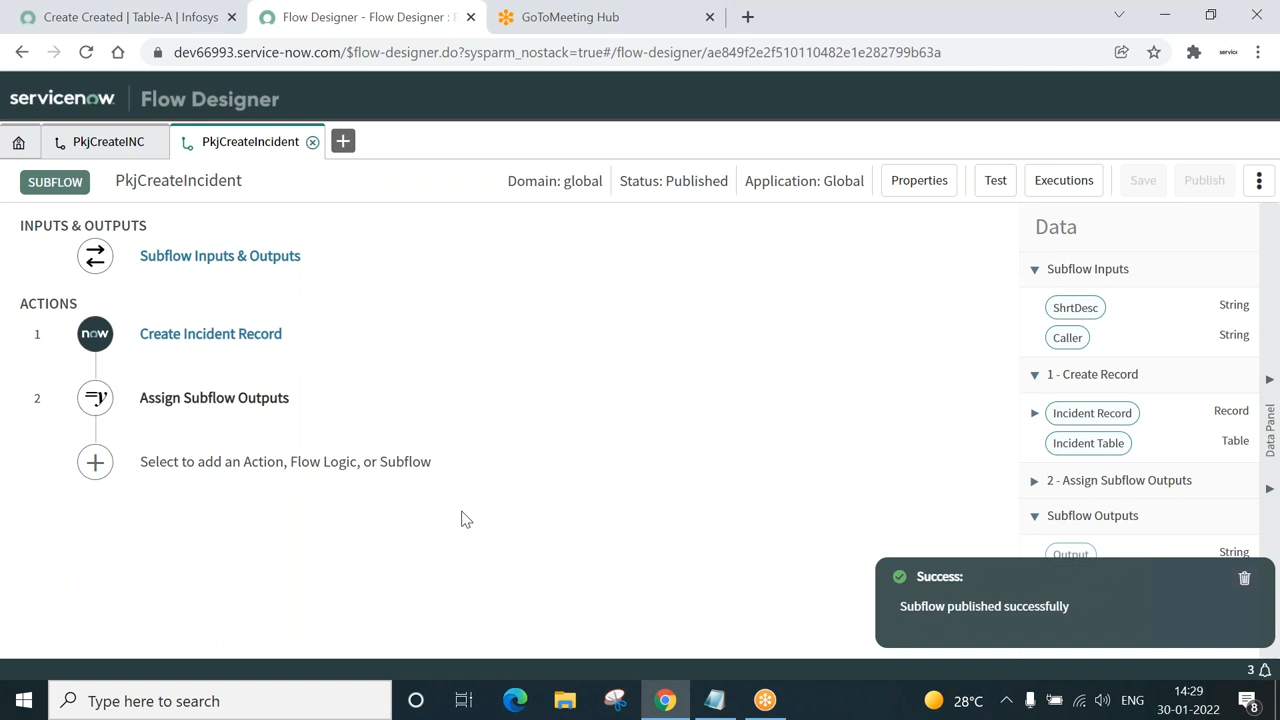 Create Created | Table-A | Infosys
Flow Designer - Flow Designer : F
GoToMeeting Hub
dev66993.service-now.com/$flow-designer.do?sysparm_nostack=true#/flow-designer/ae849f2e2f510110482e1e282799b63a
servicenow Flow Designer
PkjCreateINC
PkjCreateIncident
SUBFLOW
PkjCreateIncident
Domain: global
Status: Published
Application: Global
Properties
Test
Executions
Save
Publish
INPUTS & OUTPUTS
Subflow Inputs & Outputs
ACTIONS
1 now Create Incident Record
2 Assign Subflow Outputs
Select to add an Action, Flow Logic, or Subflow
Data
Subflow Inputs
ShrtDesc String
Caller String
1 - Create Record
Incident Record Record
Incident Table Table
2 - Assign Subflow Outputs
Subflow Outputs
Output String
Data Panel
Success:
Subflow published successfully
3
Type here to search
28°C
ENG
14:29
30-01-2022
8